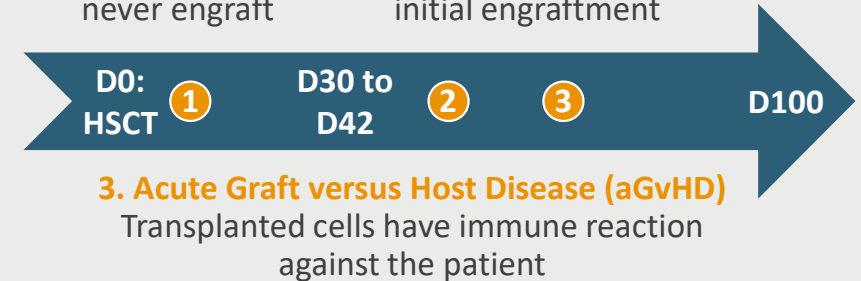 never engraft
initial engraftment
D0: HSCT
1
D30 to D42
2
3
D100
3. Acute Graft versus Host Disease (aGvHD)
Transplanted cells have immune reaction
against the patient